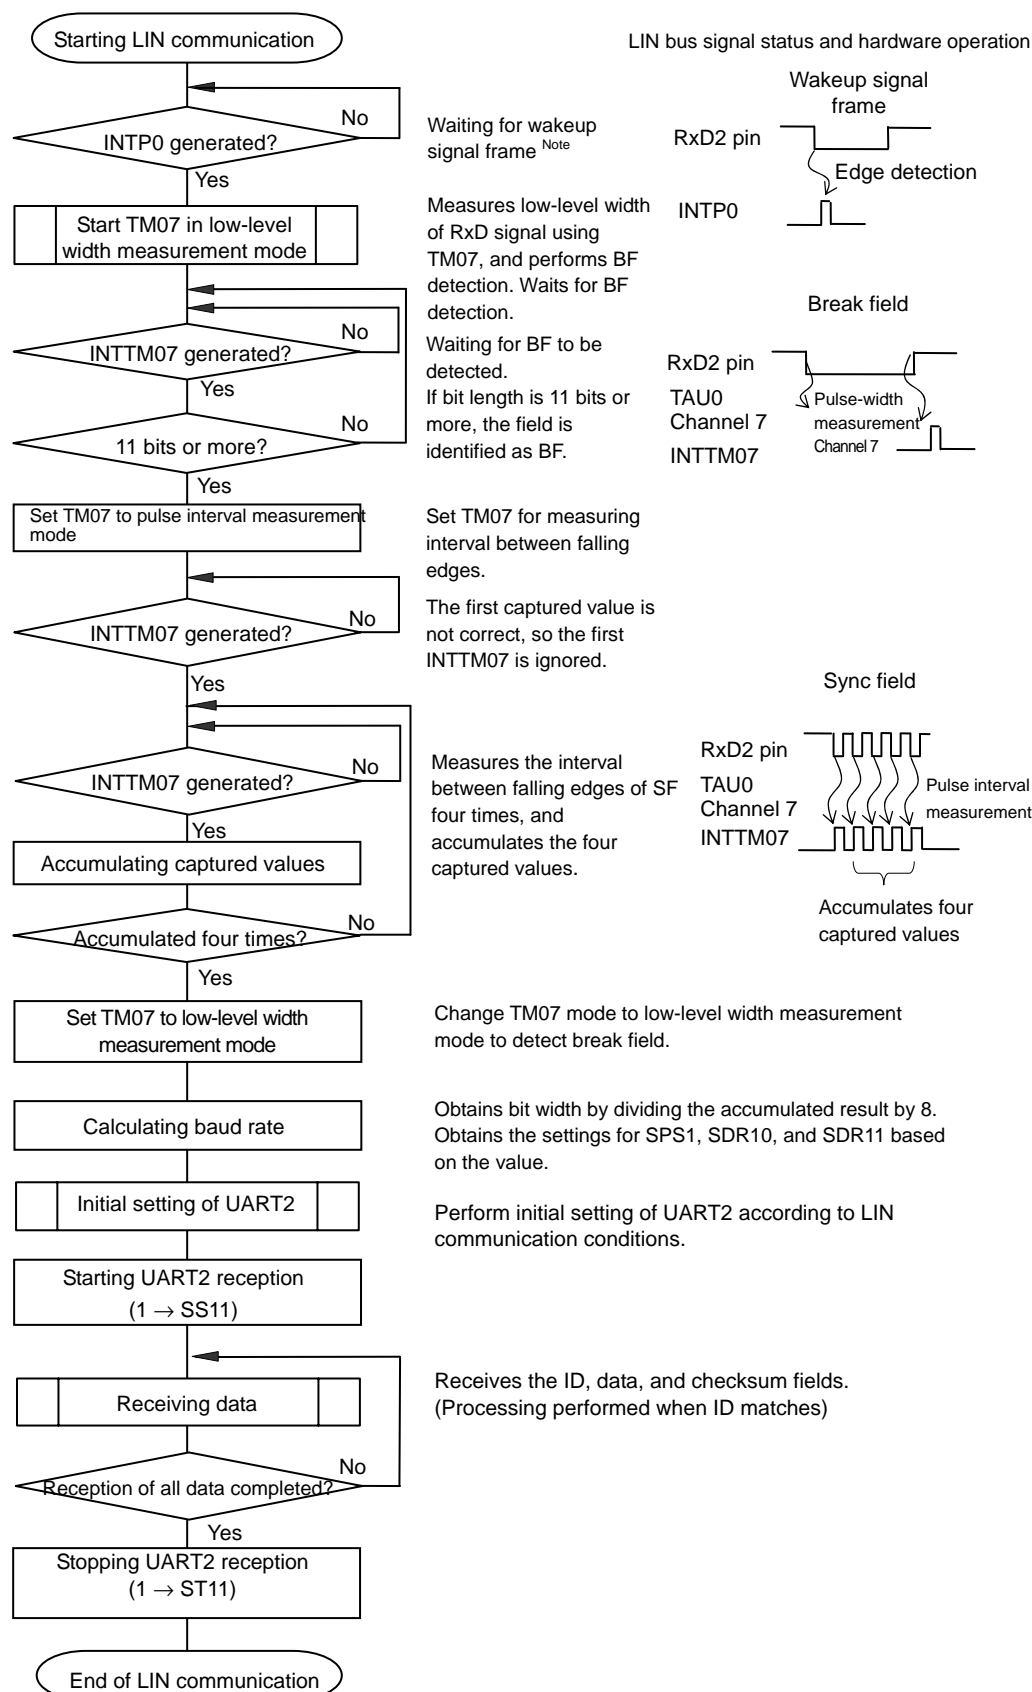 Starting LIN communication
LIN bus signal status and hardware operation
No
INTP0 generated?
Yes
Waiting for wakeup
signal frame Note
Wakeup signal
frame
RxD2 pin
Edge detection
INTP0
Start TM07 in low-level
width measurement mode
Measures low-level width
of RxD signal using
TM07, and performs BF
detection. Waits for BF
detection.
No
INTTM07 generated?
Yes
Waiting for BF to be
detected.
If bit length is 11 bits or
more, the field is
identified as BF.
No
11 bits or more?
Yes
Break field
RxD2 pin
TAU0
Channel 7
INTTM07
Pulse-width
measurement
Channel 7
Set TM07 to pulse interval measurement
mode
Set TM07 for measuring
interval between falling
edges.
No
INTTM07 generated?
Yes
The first captured value is
not correct, so the first
INTTM07 is ignored.
Sync field
RxD2 pin
TAU0
Channel 7
INTTM07
Pulse interval
measurement
Accumulates four
captured values
No
INTTM07 generated?
Yes
Measures the interval
between falling edges of SF
four times, and
accumulates the four
captured values.
Accumulating captured values
No
Accumulated four times?
Yes
Set TM07 to low-level width
measurement mode
Change TM07 mode to low-level width measurement
mode to detect break field.
Calculating baud rate
Obtains bit width by dividing the accumulated result by 8.
Obtains the settings for SPS1, SDR10, and SDR11 based
on the value.
Initial setting of UART2
Perform initial setting of UART2 according to LIN
communication conditions.
Starting UART2 reception
(1 → SS11)
Receiving data
Receives the ID, data, and checksum fields.
(Processing performed when ID matches)
No
Reception of all data completed?
Yes
Stopping UART2 reception
(1 → ST11)
End of LIN communication